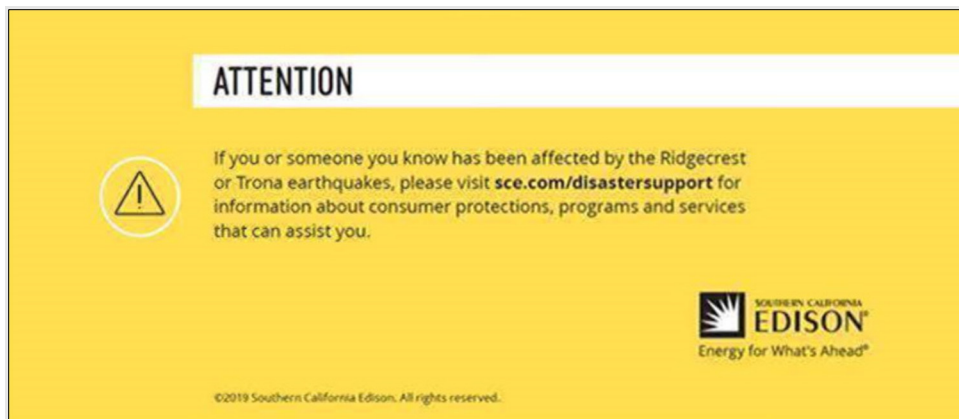 ATTENTION
If you or someone you know has been affected by the Ridgecrest
or Trona earthquakes, please visit sce.com/disastersupport for
information about consumer protections, programs and services
that can assist you.
SOUTHERN CALIFORNIA
EDISON®
Energy for What's Ahead®
©2019 Southern California Edison. All rights reserved.